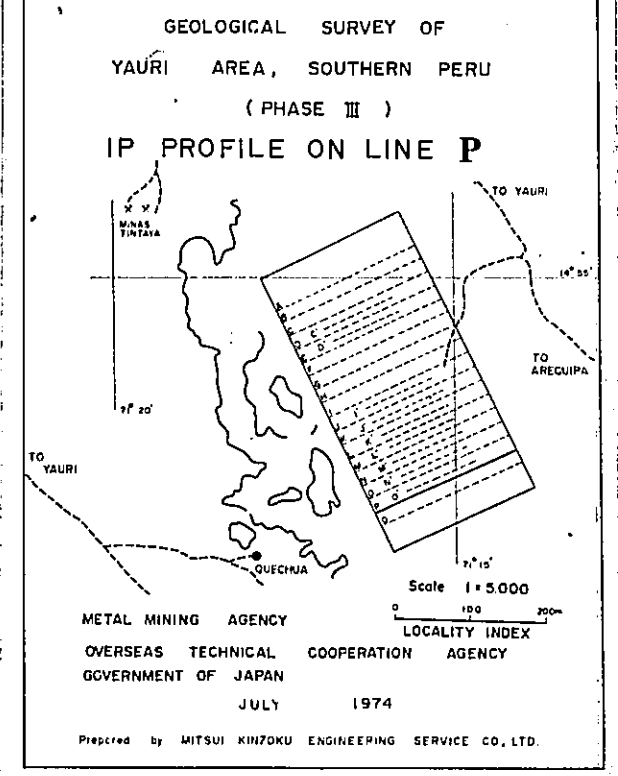 GEOLOGICAL SURVEY OF
YAURI AREA, SOUTHERN PERU
( PHASE III )
IP PROFILE ON LINE P
TO YAURI
MINAS
TINTAYA
14° 55'
TO
AREQUIPA
71° 20'
TO
YAURI
QUECHUA
71° 15'
Scale 1 = 5.000
0 100 200m
LOCALITY INDEX
METAL MINING AGENCY
OVERSEAS TECHNICAL COOPERATION AGENCY
GOVERNMENT OF JAPAN
JULY 1974
Prepared by MITSUI KINZOKU ENGINEERING SERVICE CO., LTD.